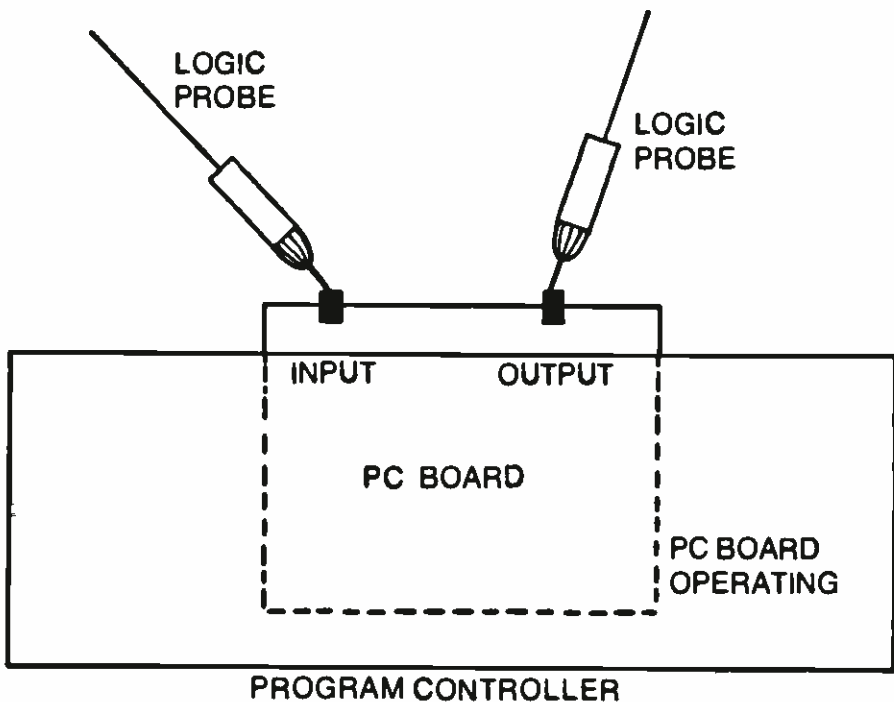 LOGIC
PROBE
LOGIC
PROBE
INPUT
OUTPUT
PC BOARD
PC BOARD
OPERATING
PROGRAM CONTROLLER